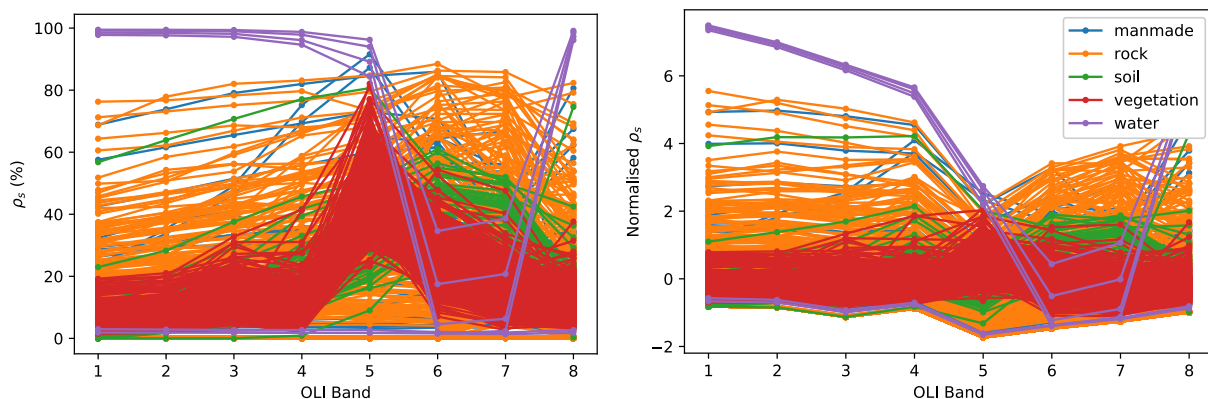 100
80
60
40
20
0
ρs (%)
1 2 3 4 5 6 7 8
OLI Band
6
4
2
0
−2
Normalised ρs
1 2 3 4 5 6 7 8
OLI Band
manmade
rock
soil
vegetation
water